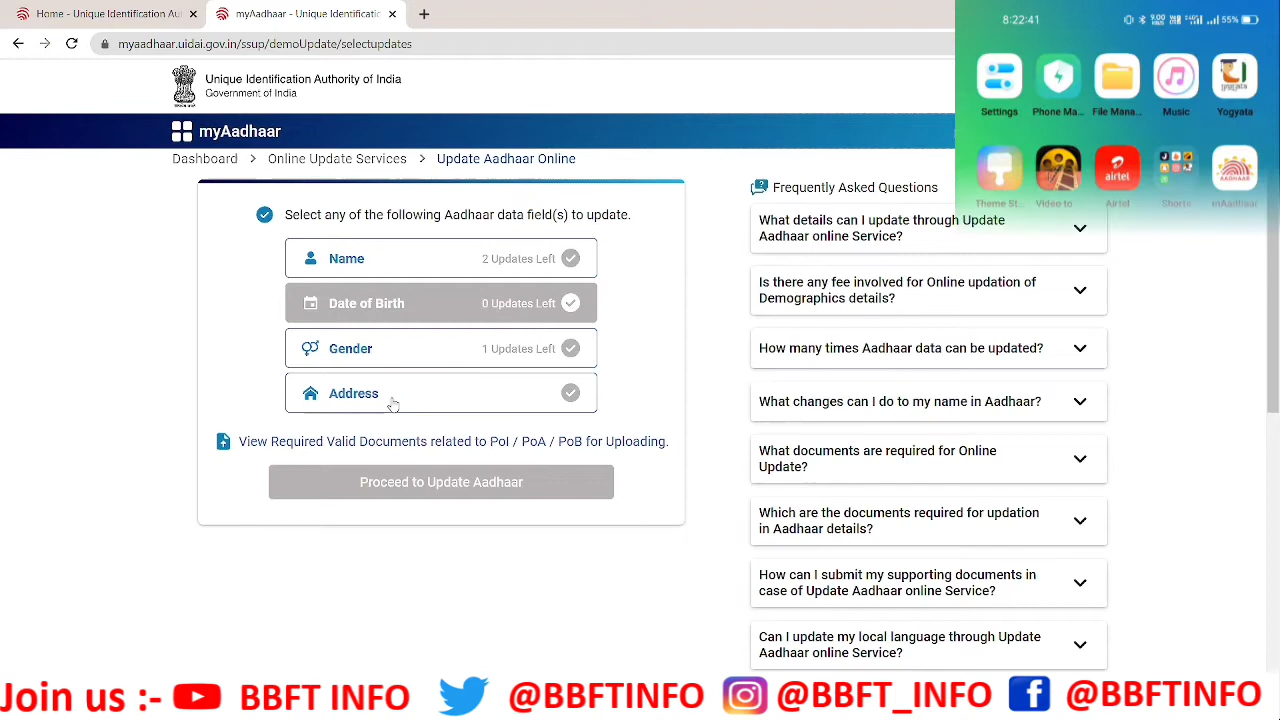 Home - Unique Identification Au
myAadhaar - Unique Identificatio
myaadhaar.uidai.gov.in/demoUpdate/selectupdates
8:22:41
9.00
55%
Settings
Phone Ma...
File Mana...
Music
Yogyata
Theme St...
Video to
Airtel
Shorts
mAadhaar
airtel
AADHAAR
Unique Identification Authority of India
Government of India
myAadhaar
Dashboard > Online Update Services > Update Aadhaar Online
Select any of the following Aadhaar data field(s) to update.
Name 2 Updates Left
Date of Birth 0 Updates Left
Gender 1 Updates Left
Address
View Required Valid Documents related to PoI / PoA / PoB for Uploading.
Proceed to Update Aadhaar
Frequently Asked Questions
What details can I update through Update
Aadhaar online Service?
Is there any fee involved for Online updation of
Demographics details?
How many times Aadhaar data can be updated?
What changes can I do to my name in Aadhaar?
What documents are required for Online
Update?
Which are the documents required for updation
in Aadhaar details?
How can I submit my supporting documents in
case of Update Aadhaar online Service?
Can I update my local language through Update
Aadhaar online Service?
Join us :- BBFT INFO @BBFTINFO @BBFT_INFO @BBFTINFO